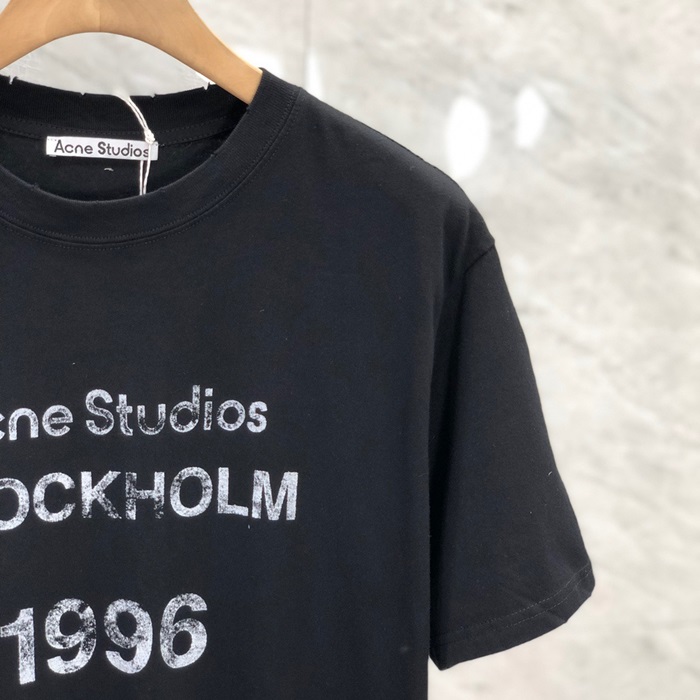 Acne Studios
cne Studios
OCKHOLM
1996